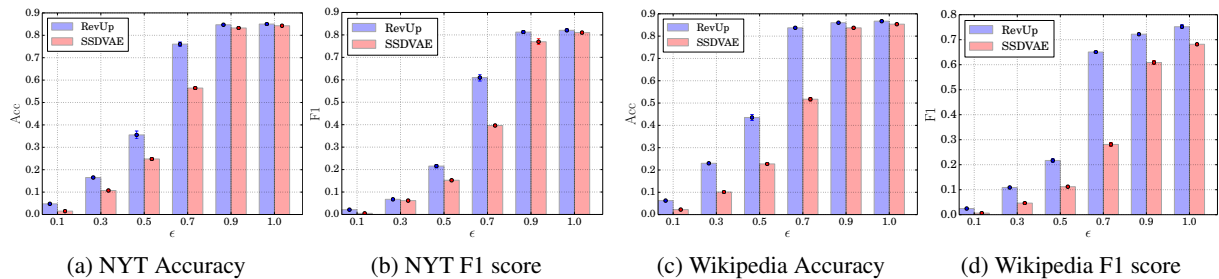 0.9
0.8
0.7
0.6
0.5
0.4
0.3
0.2
0.1
0.0
Acc
RevUp
SSDVAE
0.1 0.3 0.5 0.7 0.9 1.0
ϵ
(a) NYT Accuracy
0.9
0.8
0.7
0.6
0.5
0.4
0.3
0.2
0.1
0.0
F1
RevUp
SSDVAE
0.1 0.3 0.5 0.7 0.9 1.0
ϵ
(b) NYT F1 score
0.9
0.8
0.7
0.6
0.5
0.4
0.3
0.2
0.1
0.0
Acc
RevUp
SSDVAE
0.1 0.3 0.5 0.7 0.9 1.0
ϵ
(c) Wikipedia Accuracy
0.8
0.7
0.6
0.5
0.4
0.3
0.2
0.1
0.0
F1
RevUp
SSDVAE
0.1 0.3 0.5 0.7 0.9 1.0
ϵ
(d) Wikipedia F1 score